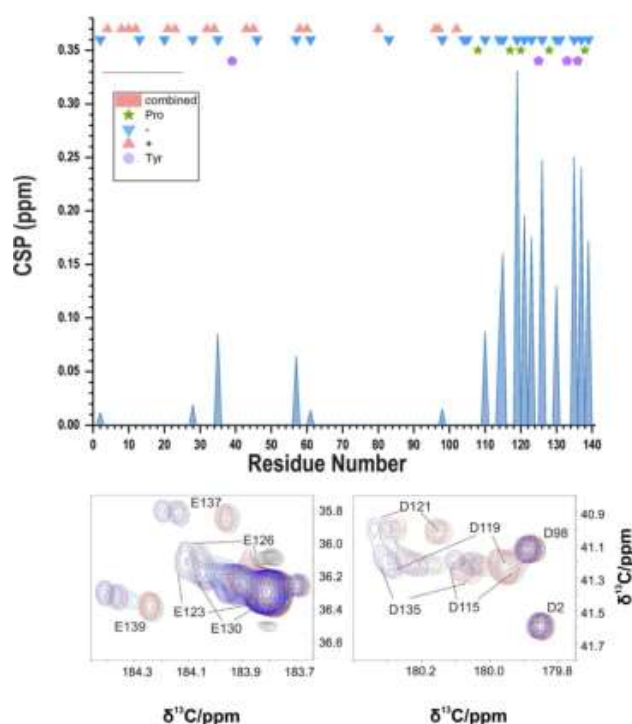 0.35
0.30
0.25
0.20
0.15
0.10
0.05
0.00
CSP (ppm)
combined
Pro
-
+
Tyr
0 10 20 30 40 50 60 70 80 90 100 110 120 130 140
Residue Number
E137
E126
E123
E130
E139
35.8
36.0
36.2
36.4
36.8
184.3 184.1 183.9 183.7
δ¹³C/ppm
δ¹³C/ppm
D121
D119
D98
D135
D115
D2
40.9
41.1
41.3
41.5
41.7
180.2 180.0 179.8
δ¹³C/ppm
δ¹³C/ppm